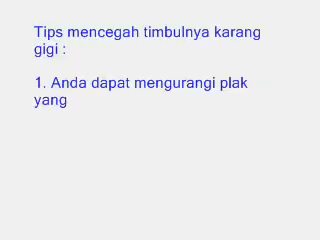 Tips mencegah timbulnya karang
gigi :
1. Anda dapat mengurangi plak
yang